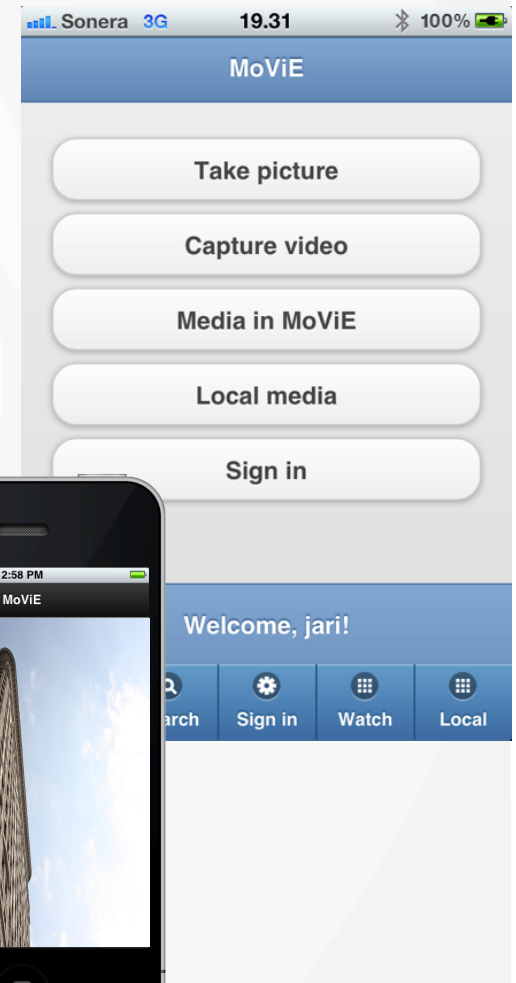 Sonera 3G 19.31 100%
MoViE
Take picture
Capture video
Media in MoViE
Local media
Sign in
2:58 PM
MoViE
Welcome, jari!
Sign in Watch Local